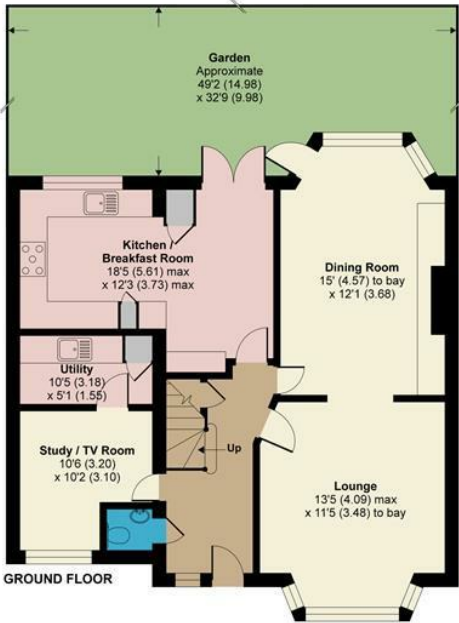 Garden
Approximate
49'2 (14.98)
x 32'9 (9.98)
Kitchen /
Breakfast Room
18'5 (5.61) max
x 12'3 (3.73) max
Dining Room
15' (4.57) to bay
x 12'1 (3.68)
Utility
10'5 (3.18)
x 5'1 (1.55)
Study / TV Room
10'6 (3.20)
x 10'2 (3.10)
Up
Lounge
13'5 (4.09) max
x 11'5 (3.48) to bay
GROUND FLOOR